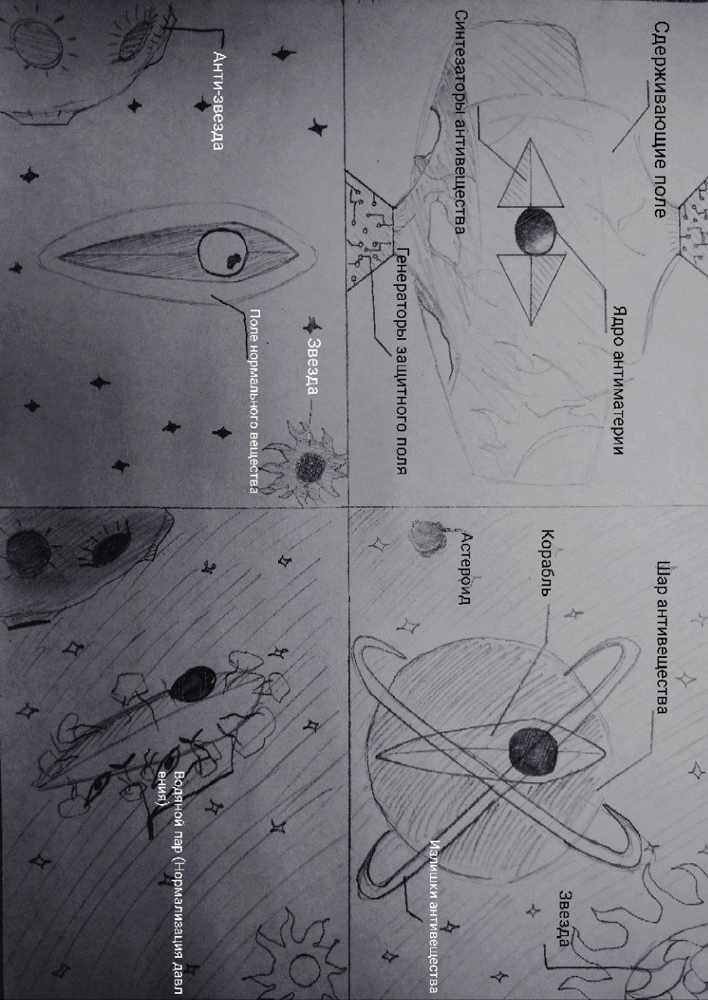 Сдерживающие поле
Ядро антиматерии
Синтезаторы антивещества
Генераторы защитного поля
Шар антивещества
Корабль
Звезда
Астероид
Излишки антивещества
Звезда
Поле нормального вещества
Анти-звезда
Водяной пар (Нормализация давл
ения)